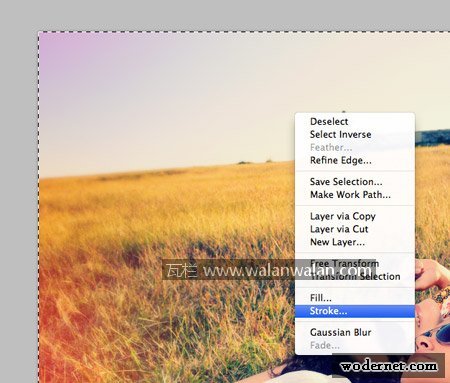 Deselect
Select Inverse
Feather...
Refine Edge...
Save Selection...
Make Work Path...
Layer via Copy
Layer via Cut
New Layer...
Free Transform
瓦栏 www.walanwalan.com
Transform Selection
Fill...
Stroke...
Gaussian Blur
Fade...
wodernet.com